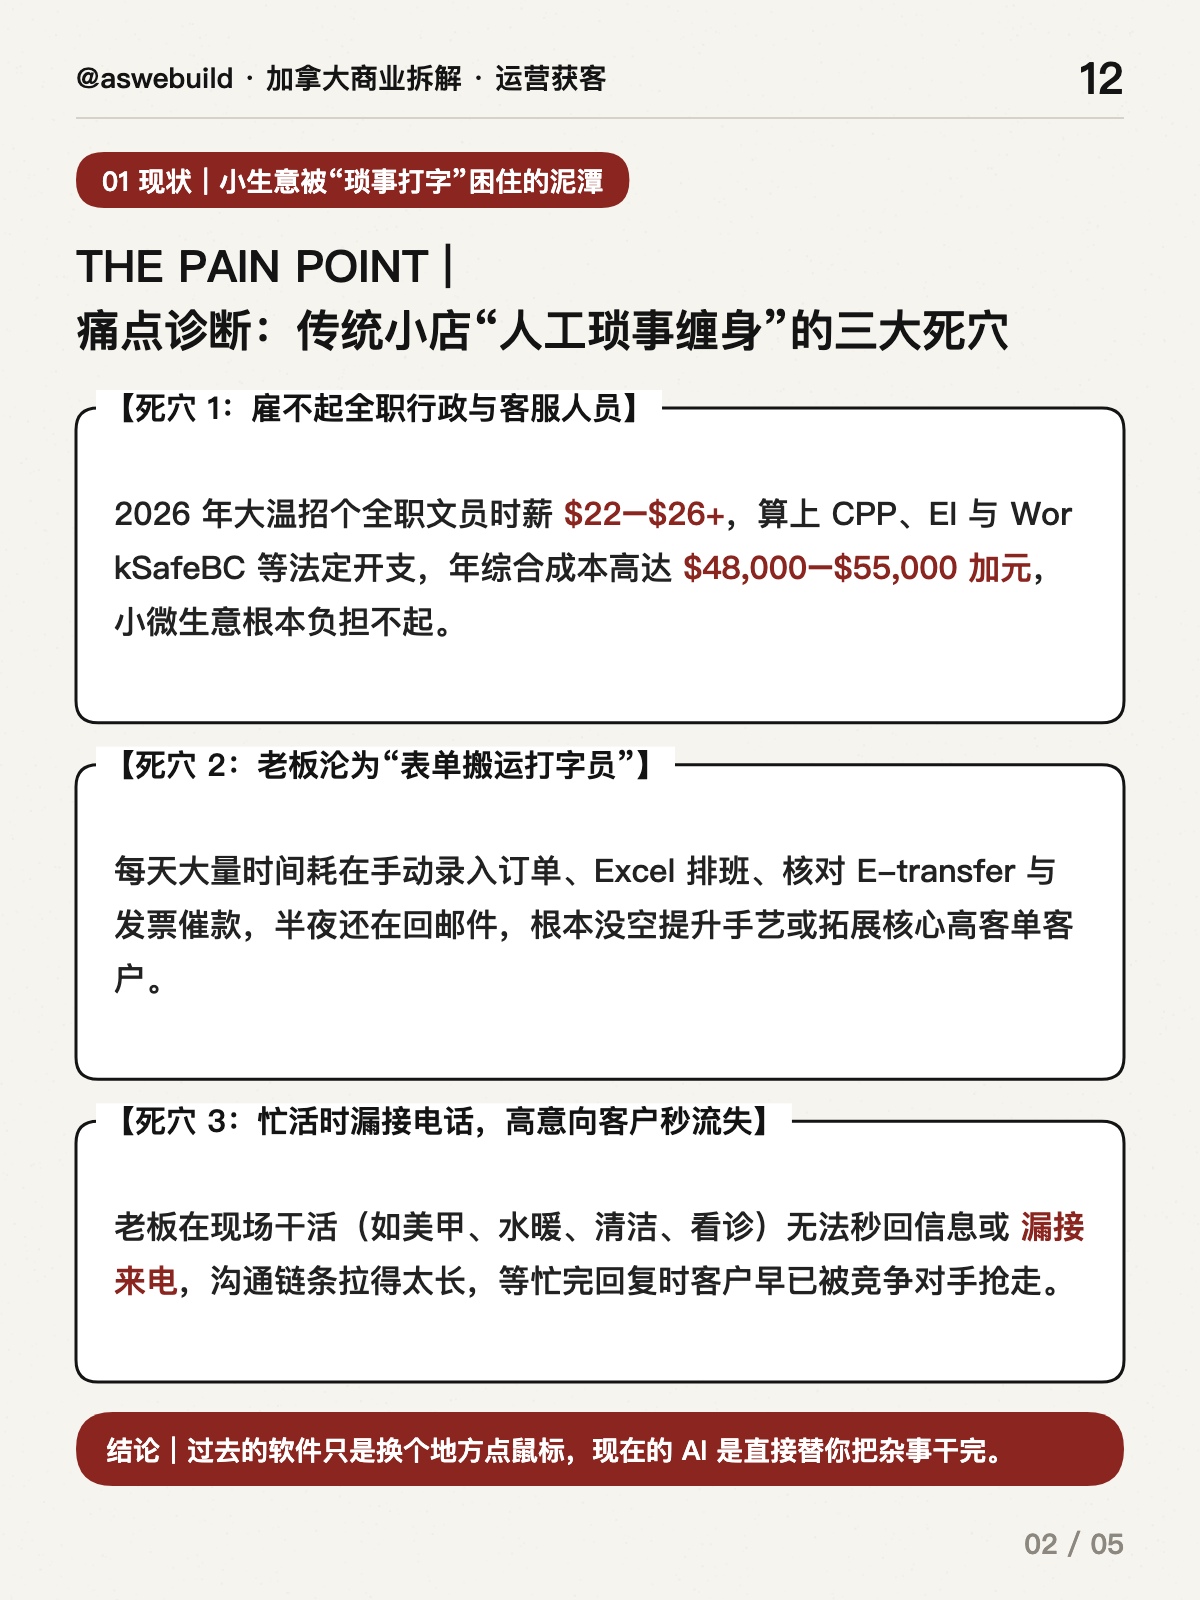 @aswebuild · 加拿大商业拆解 · 运营获客
12
01 现状｜小生意被“琐事打字”困住的泥潭
THE PAIN POINT｜
痛点诊断：传统小店“人工琐事缠身”的三大死穴
【死穴 1：雇不起全职行政与客服人员】
2026 年大温招个全职文员时薪 $22—$26+，算上 CPP、EI 与 Wor
kSafeBC 等法定开支，年综合成本高达 $48,000—$55,000 加元，
小微生意根本负担不起。
【死穴 2：老板沦为“表单搬运打字员”】
每天大量时间耗在手动录入订单、Excel 排班、核对 E-transfer 与
发票催款，半夜还在回邮件，根本没空提升手艺或拓展核心高客单客
户。
【死穴 3：忙活时漏接电话，高意向客户秒流失】
老板在现场干活（如美甲、水暖、清洁、看诊）无法秒回信息或 漏接
来电，沟通链条拉得太长，等忙完回复时客户早已被竞争对手抢走。
结论｜过去的软件只是换个地方点鼠标，现在的 AI 是直接替你把杂事干完。
02 / 05